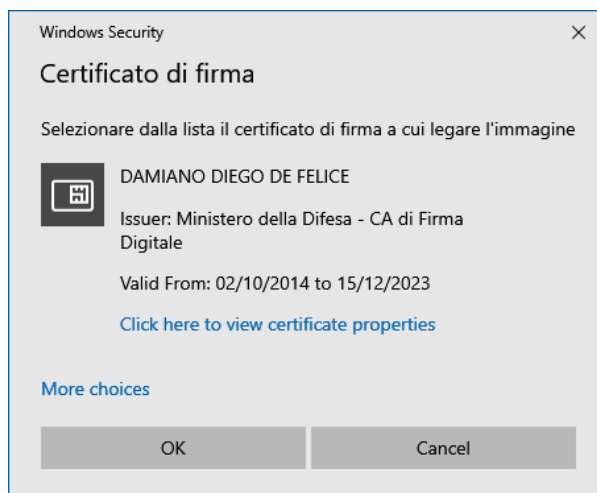 Windows Security
Certificato di firma
Selezionare dalla lista il certificato di firma a cui legare l'immagine
DAMIANO DIEGO DE FELICE
Issuer: Ministero della Difesa - CA di Firma
Digitale
Valid From: 02/10/2014 to 15/12/2023
Click here to view certificate properties
More choices
OK
Cancel